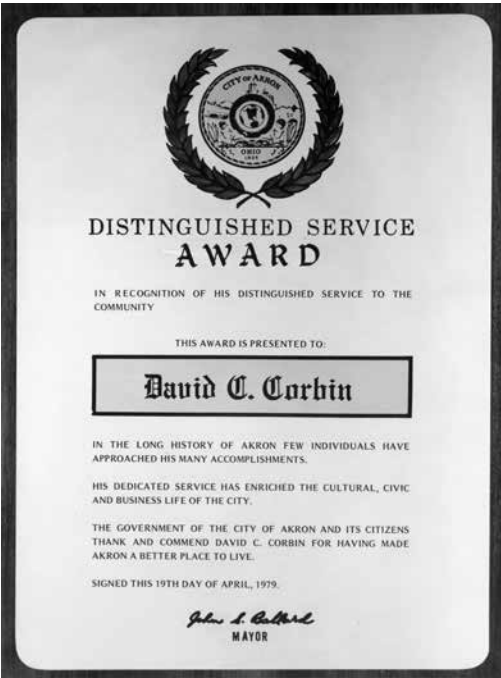 CITY OF AKRON
OHIO
DISTINGUISHED SERVICE
AWARD
IN RECOGNITION OF HIS DISTINGUISHED SERVICE TO THE
COMMUNITY
THIS AWARD IS PRESENTED TO:
David C. Corbin
IN THE LONG HISTORY OF AKRON FEW INDIVIDUALS HAVE
APPROACHED HIS MANY ACCOMPLISHMENTS.
HIS DEDICATED SERVICE HAS ENRICHED THE CULTURAL, CIVIC
AND BUSINESS LIFE OF THE CITY.
THE GOVERNMENT OF THE CITY OF AKRON AND ITS CITIZENS
THANK AND COMMEND DAVID C. CORBIN FOR HAVING MADE
AKRON A BETTER PLACE TO LIVE.
SIGNED THIS 19TH DAY OF APRIL, 1979.
John S. Ballard
MAYOR